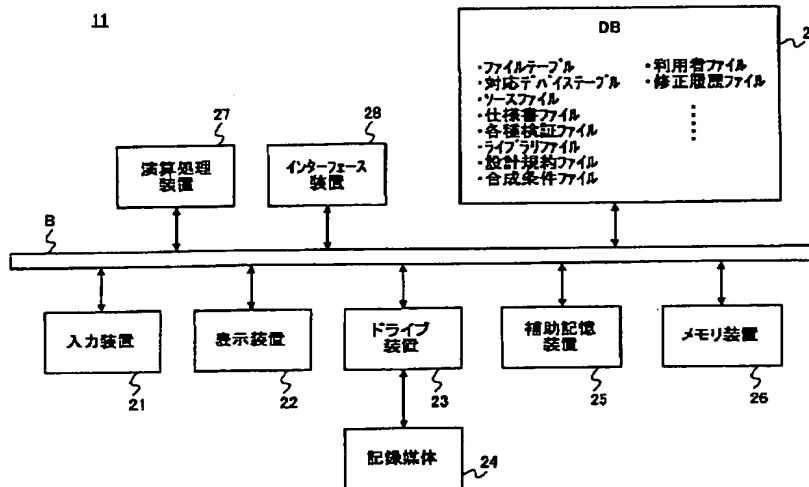 11
DB
2
・ファイルテーブル
・対応デバイステーブル
・ソースファイル
・仕様書ファイル
・各種検証ファイル
・ライブラリファイル
・設計規約ファイル
・合成条件ファイル
・利用者ファイル
・修正履歴ファイル
27
演算処理
装置
28
インターフェース
装置
B
入力装置
21
表示装置
22
ドライブ
装置
23
補助記憶
装置
25
メモリ装置
26
記録媒体
24